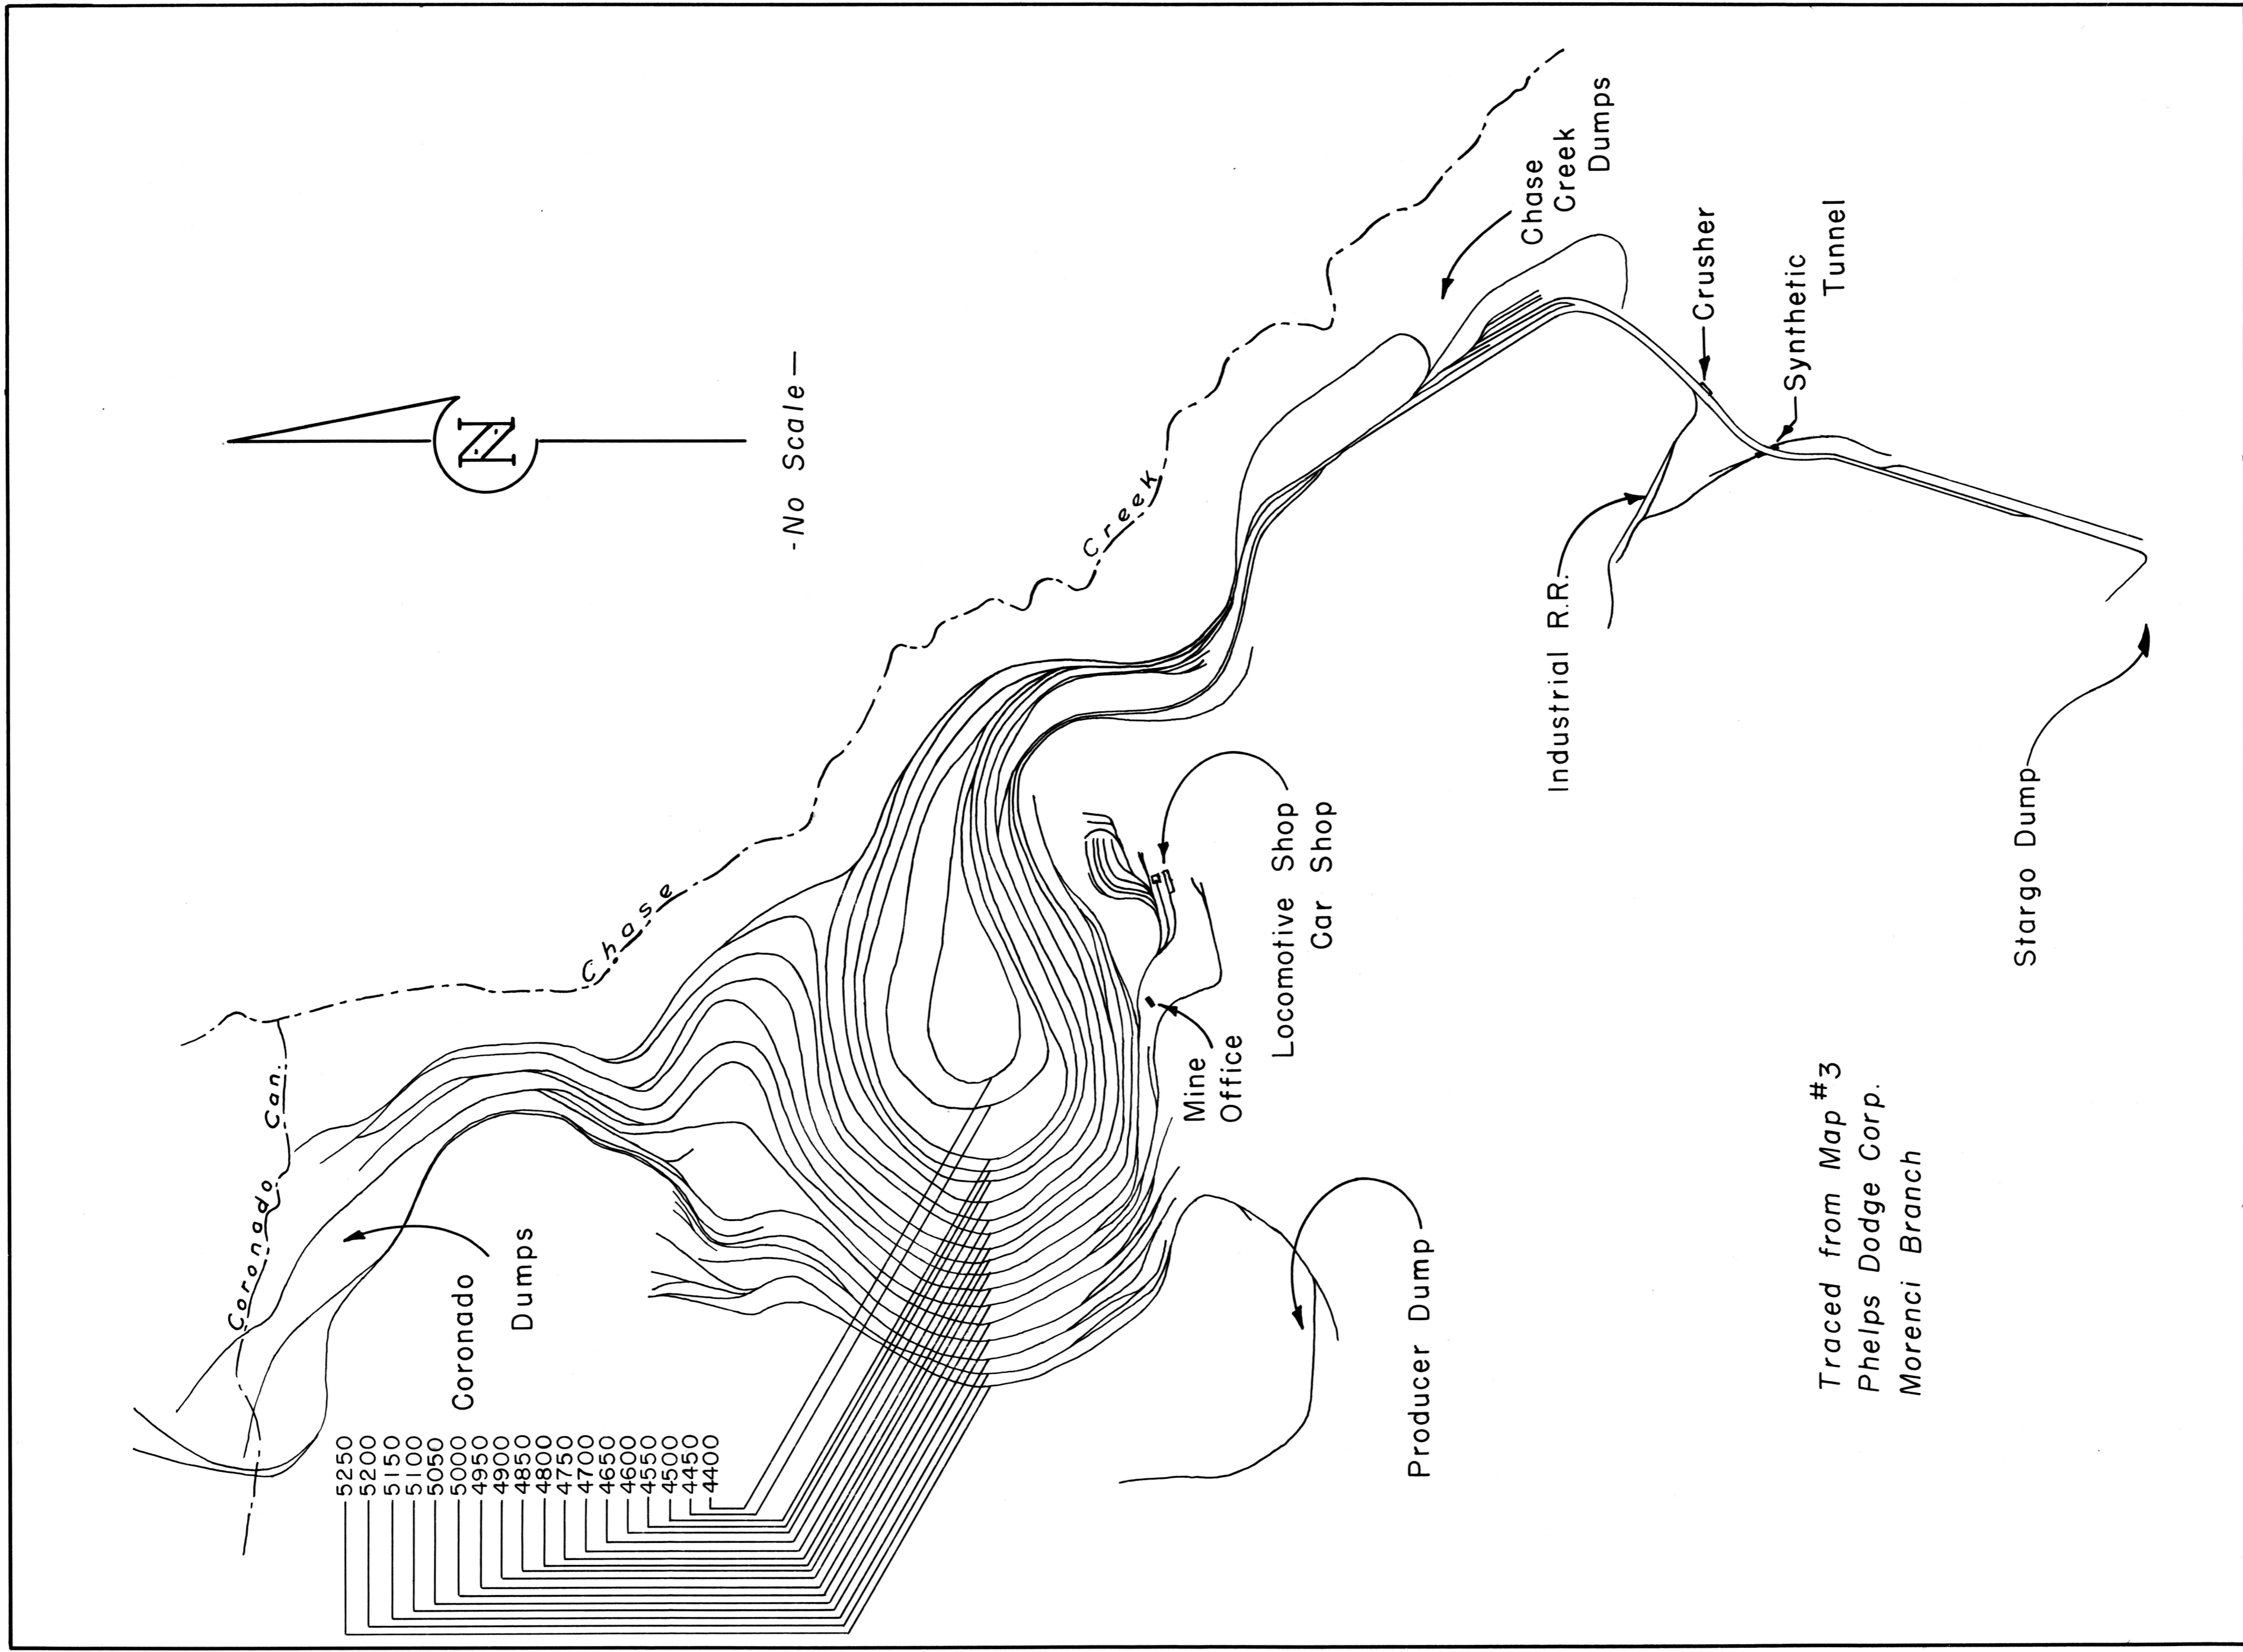 Coronado Can.
Chase Creek
N
-No Scale-
5250
5200
5150
5100
5050
5000
4950
4900
4850
4800
4750
4700
4650
4600
4550
4500
4450
4400
Coronado
Dumps
Chase
Creek
Dumps
Crusher
Synthetic
Tunnel
Industrial R.R.
Locomotive Shop
Car Shop
Mine
Office
Producer Dump
Stargo Dump
Traced from Map #3
Phelps Dodge Corp.
Morenci Branch